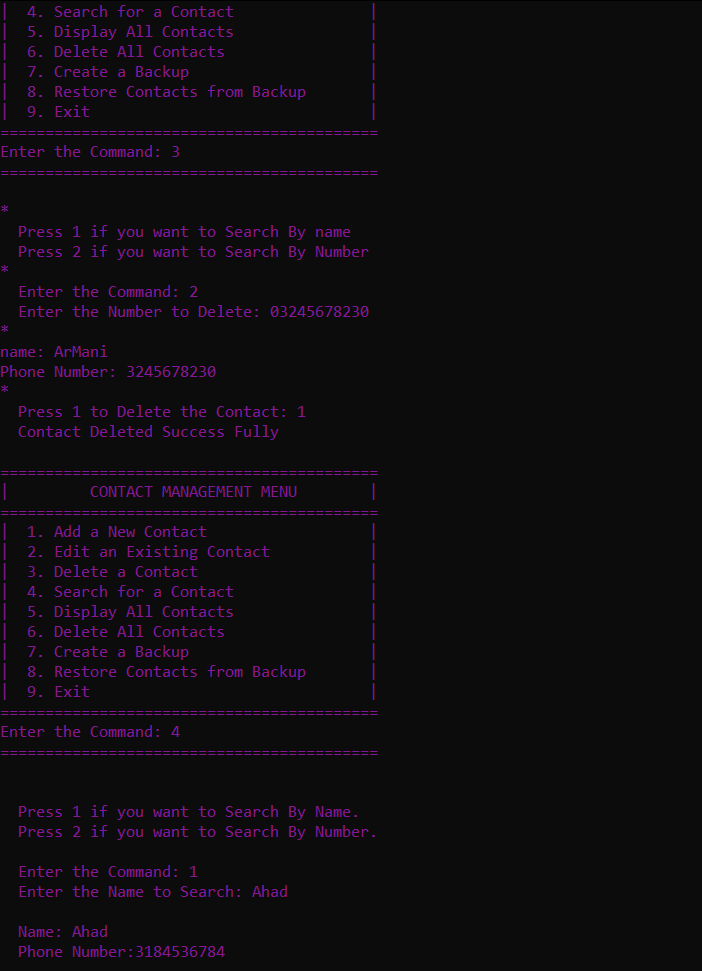 |  4. Search for a Contact               |
|  5. Display All Contacts               |
|  6. Delete All Contacts                |
|  7. Create a Backup                    |
|  8. Restore Contacts from Backup       |
|  9. Exit                               |
==========================================
Enter the Command: 3
==========================================
*
  Press 1 if you want to Search By name
  Press 2 if you want to Search By Number
*
  Enter the Command: 2
  Enter the Number to Delete: 03245678230
*
name: ArMani
Phone Number: 3245678230
*
  Press 1 to Delete the Contact: 1
  Contact Deleted Success Fully
==========================================
|         CONTACT MANAGEMENT MENU        |
==========================================
|  1. Add a New Contact                  |
|  2. Edit an Existing Contact           |
|  3. Delete a Contact                   |
|  4. Search for a Contact               |
|  5. Display All Contacts               |
|  6. Delete All Contacts                |
|  7. Create a Backup                    |
|  8. Restore Contacts from Backup       |
|  9. Exit                               |
==========================================
Enter the Command: 4
==========================================
  Press 1 if you want to Search By Name.
  Press 2 if you want to Search By Number.
  Enter the Command: 1
  Enter the Name to Search: Ahad
  Name: Ahad
  Phone Number:3184536784